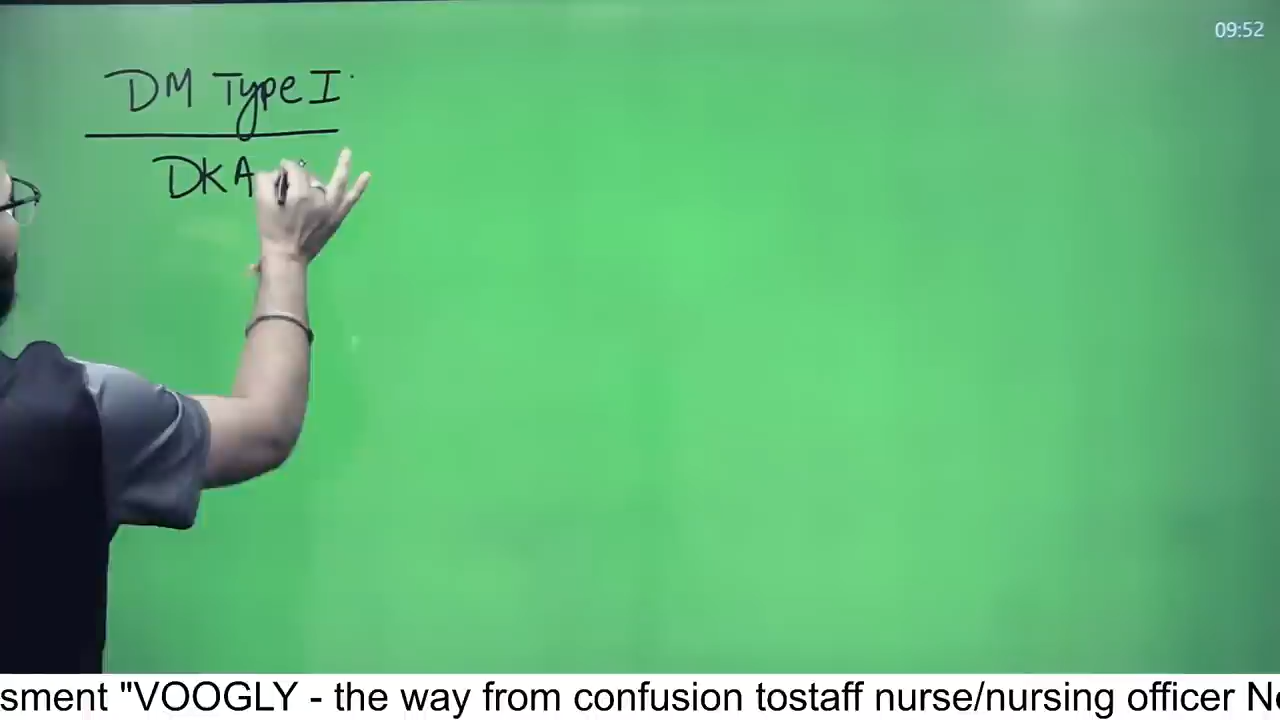 09:52
DM Type I
DKA
sment "VOOGLY - the way from confusion tostaff nurse/nursing officer